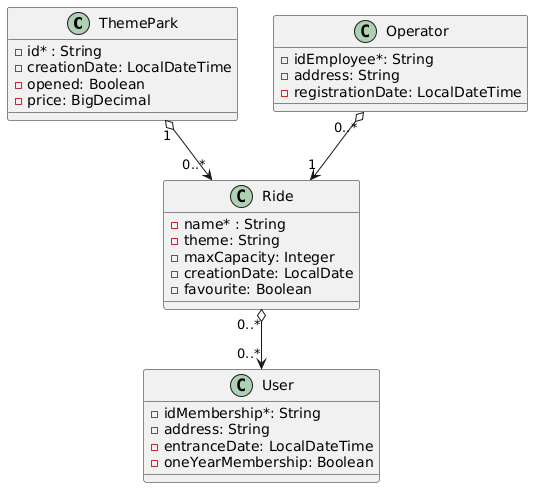 C ThemePark
id* : String
creationDate: LocalDateTime
opened: Boolean
price: BigDecimal
C Operator
idEmployee*: String
address: String
registrationDate: LocalDateTime
1
0..*
0..*
1
C Ride
name* : String
theme: String
maxCapacity: Integer
creationDate: LocalDate
favourite: Boolean
0..*
0..*
C User
idMembership*: String
address: String
entranceDate: LocalDateTime
oneYearMembership: Boolean